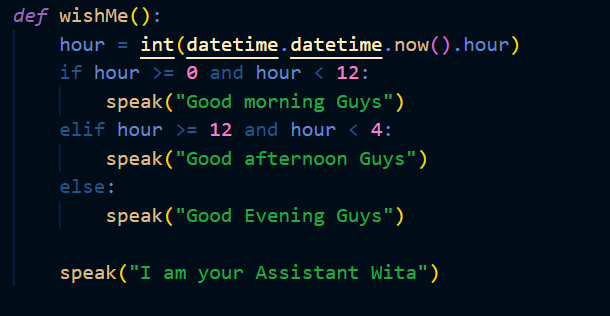 def wishMe():
    hour = int(datetime.datetime.now().hour)
    if hour >= 0 and hour < 12:
        speak("Good morning Guys")
    elif hour >= 12 and hour < 4:
        speak("Good afternoon Guys")
    else:
        speak("Good Evening Guys")

    speak("I am your Assistant Wita")